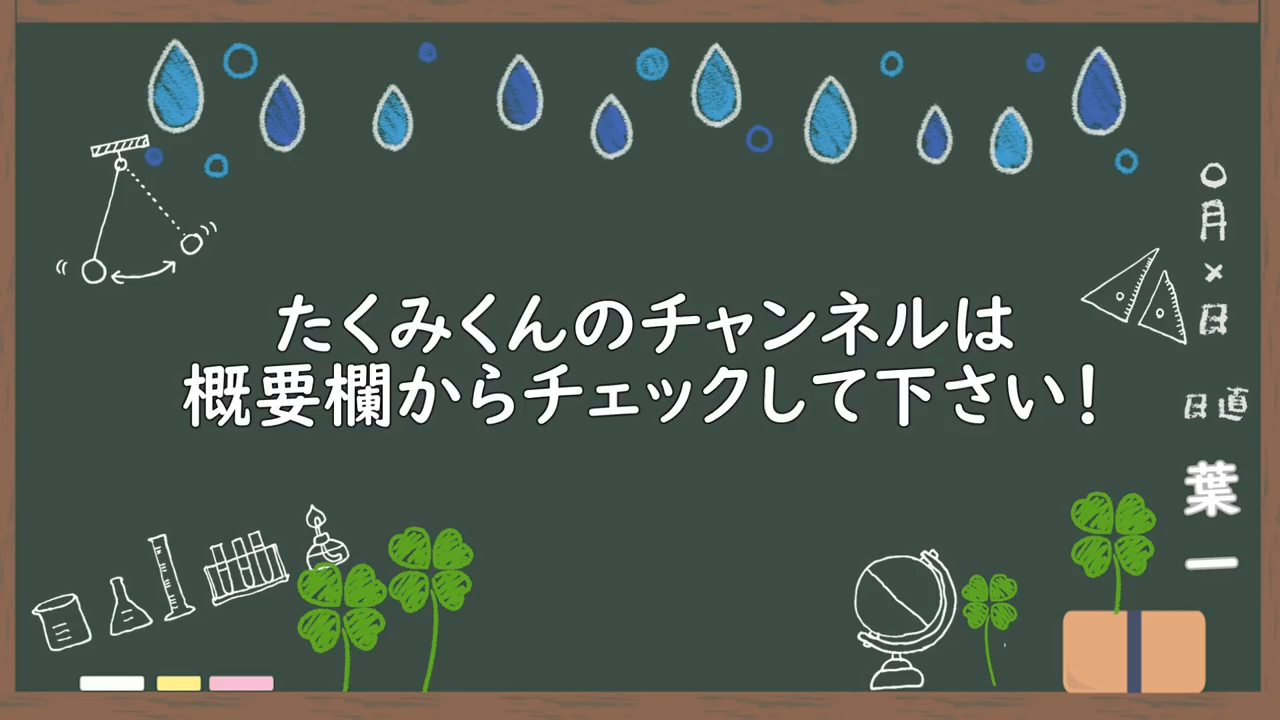 たくみくんのチャンネルは
概要欄からチェックして下さい!
〇月×日
日直
葉一